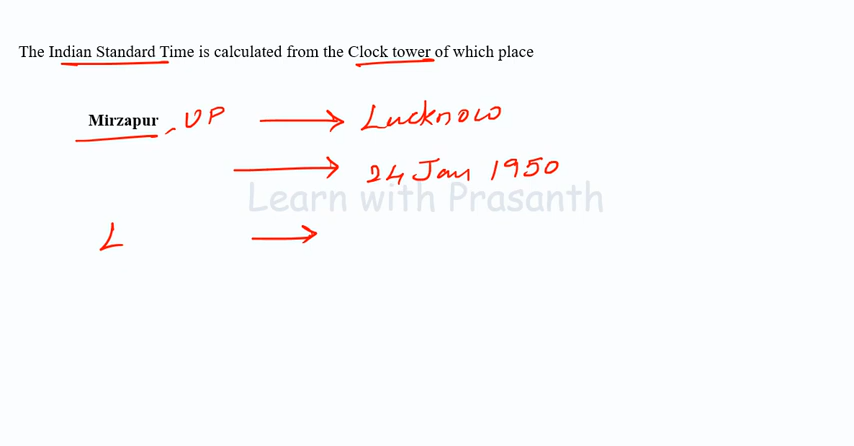 The Indian Standard Time is calculated from the Clock tower of which place
Mirzapur, UP → Lucknow
→ 24 Jan 1950
Learn with Prasanth
L →